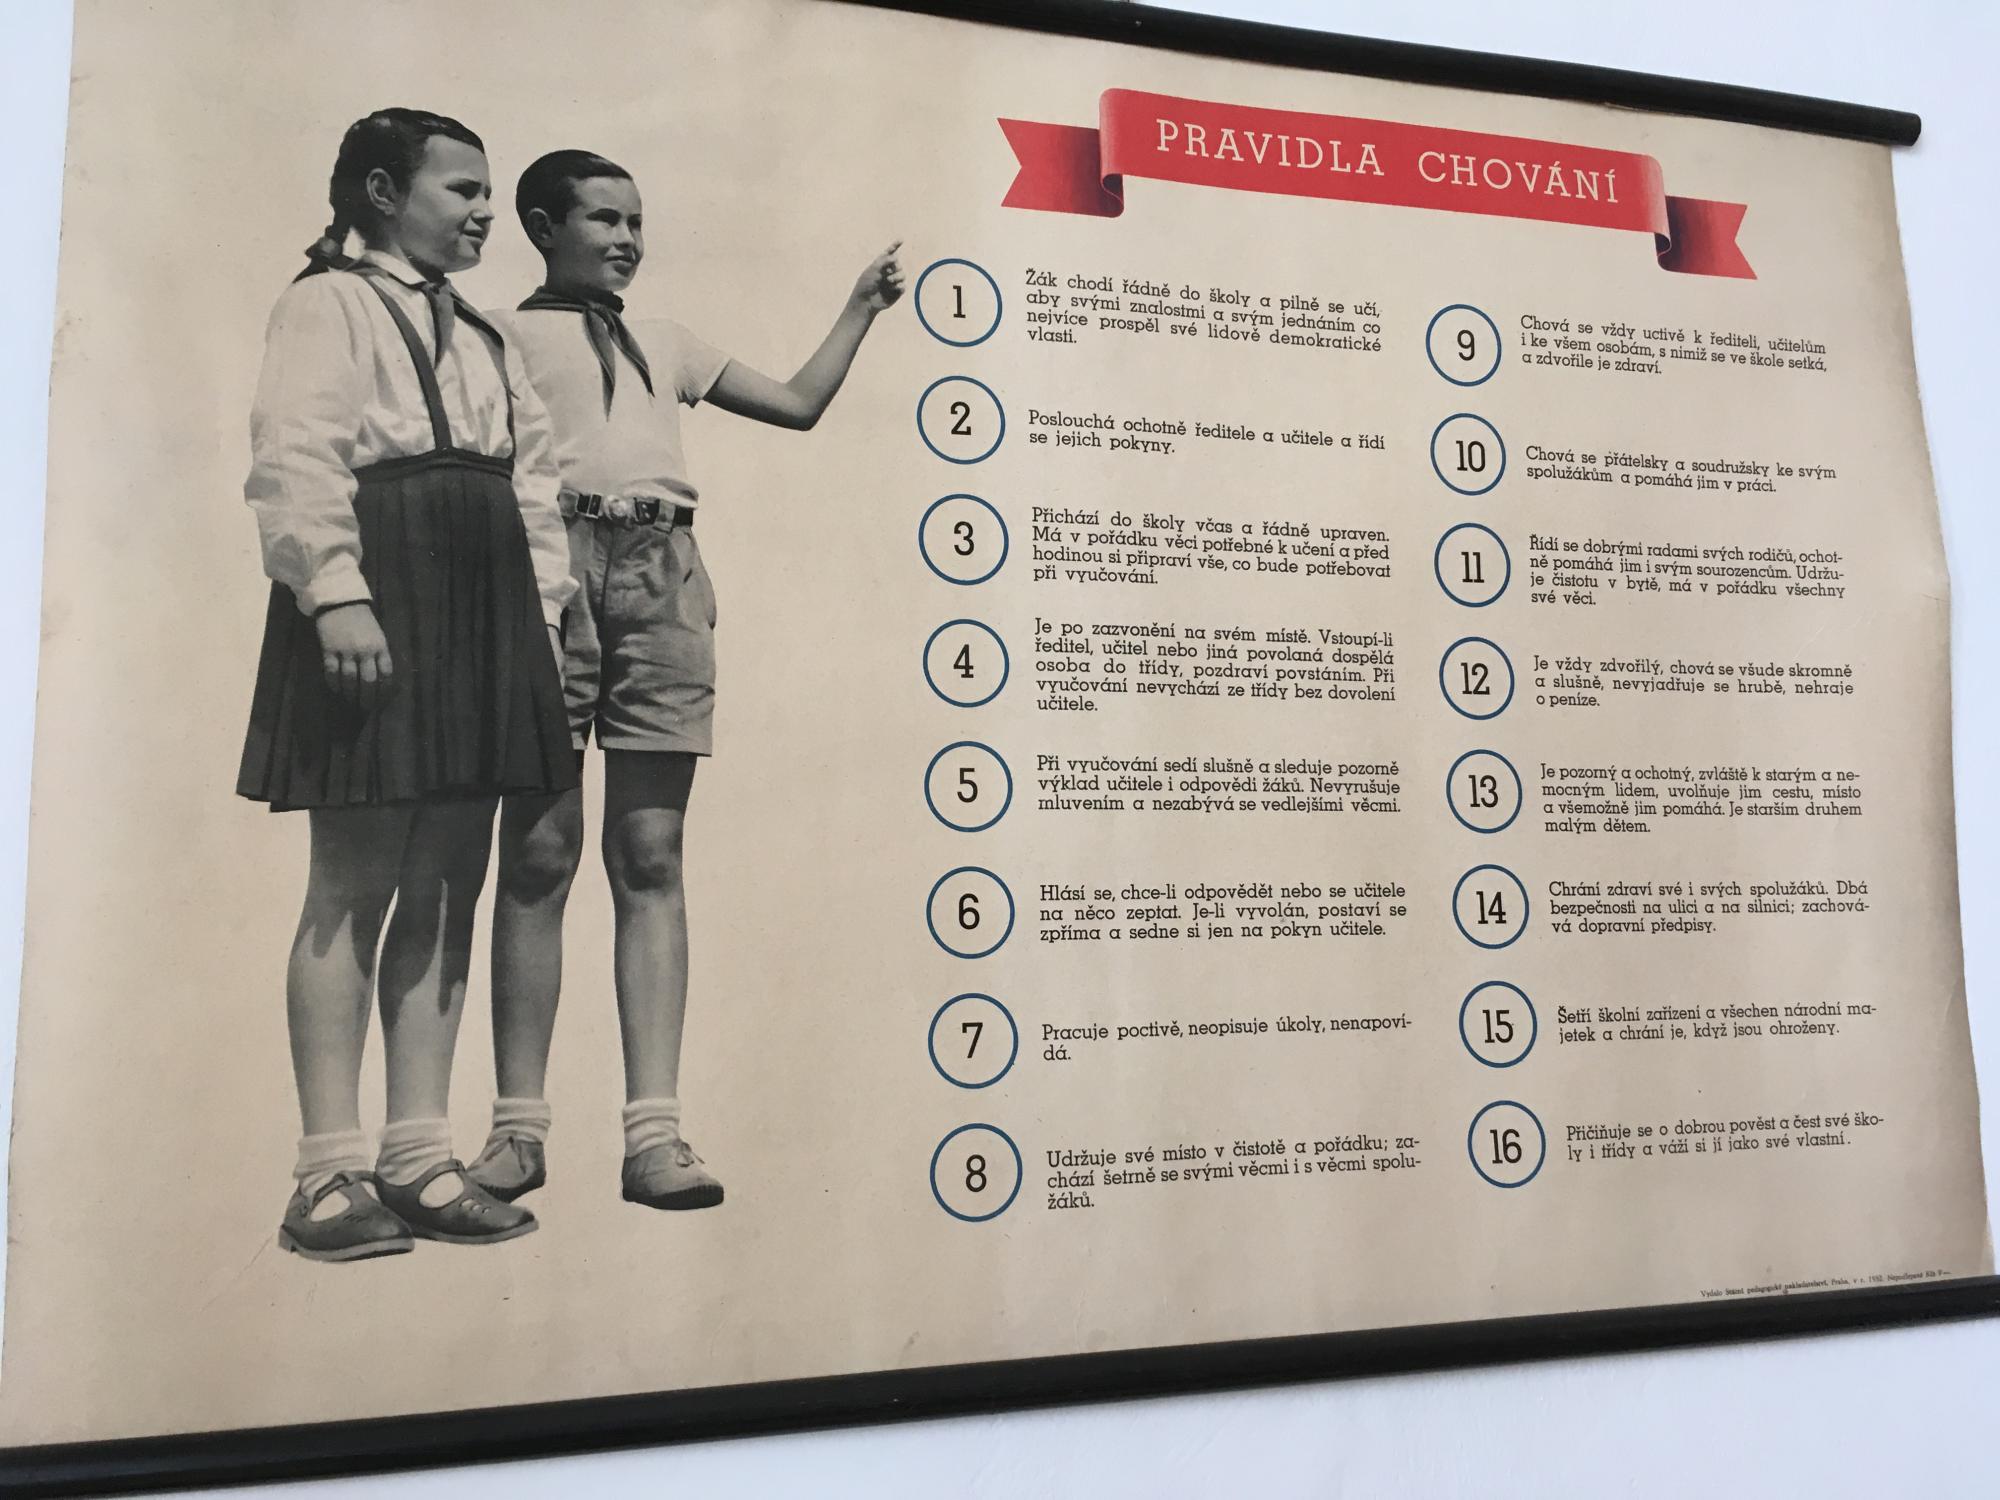 PRAVIDLA CHOVÁNÍ
1
Žák chodí řádně do školy a pilně se učí,
aby svými znalostmi a svým jednáním co
nejvíce prospěl své lidově demokratické
vlasti.
2
Poslouchá ochotně ředitele a učitele a řídí
se jejich pokyny.
3
Přichází do školy včas a řádně upraven.
Má v pořádku věci potřebné k učení a před
hodinou si připraví vše, co bude potřebovat
při vyučování.
4
Je po zazvonění na svém místě. Vstoupí-li
ředitel, učitel nebo jiná povolaná dospělá
osoba do třídy, pozdraví povstáním. Při
vyučování nevychází ze třídy bez dovolení
učitele.
5
Při vyučování sedí slušně a sleduje pozorně
výklad učitele i odpovědi žáků. Nevyrušuje
mluvením a nezabývá se vedlejšími věcmi.
6
Hlásí se, chce-li odpovědět nebo se učitele
na něco zeptat. Je-li vyvolán, postaví se
zpříma a sedne si jen na pokyn učitele.
7
Pracuje poctivě, neopisuje úkoly, nenapoví-
dá.
8
Udržuje své místo v čistotě a pořádku; za-
chází šetrně se svými věcmi i s věcmi spolu-
žáků.
9
Chová se vždy uctivě k řediteli, učitelům
i ke všem osobám, s nimiž se ve škole setká,
a zdvořile je zdraví.
10
Chová se přátelsky a soudružsky ke svým
spolužákům a pomáhá jim v práci.
11
Řídí se dobrými radami svých rodičů, ochot-
ně pomáhá jim i svým sourozencům. Udržu-
je čistotu v bytě, má v pořádku všechny
své věci.
12
Je vždy zdvořilý, chová se všude skromně
a slušně, nevyjadřuje se hrubě, nehraje
o peníze.
13
Je pozorný a ochotný, zvláště k starým a ne-
mocným lidem, uvolňuje jim cestu, místo
a všemožně jim pomáhá. Je starším druhem
malým dětem.
14
Chrání zdraví své i svých spolužáků. Dbá
bezpečnosti na ulici a na silnici; zachová-
vá dopravní předpisy.
15
Šetří školní zařízení a všechen národní ma-
jetek a chrání je, když jsou ohroženy.
16
Přičiňuje se o dobrou pověst a čest své ško-
ly i třídy a váží si jí jako své vlastní.
Vydalo Státní pedagogické nakladatelství, Praha, v r. 1952. Nepodlepené Kčs